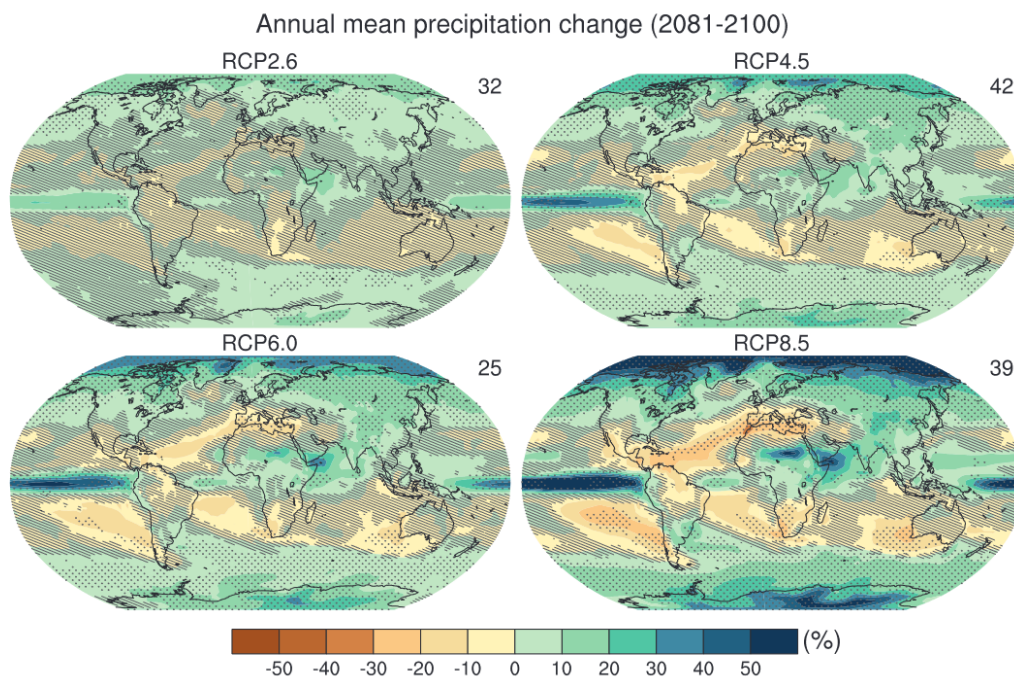 Annual mean precipitation change (2081-2100)
RCP2.6
32
RCP4.5
42
RCP6.0
25
RCP8.5
39
-50 -40 -30 -20 -10 0 10 20 30 40 50 (%)